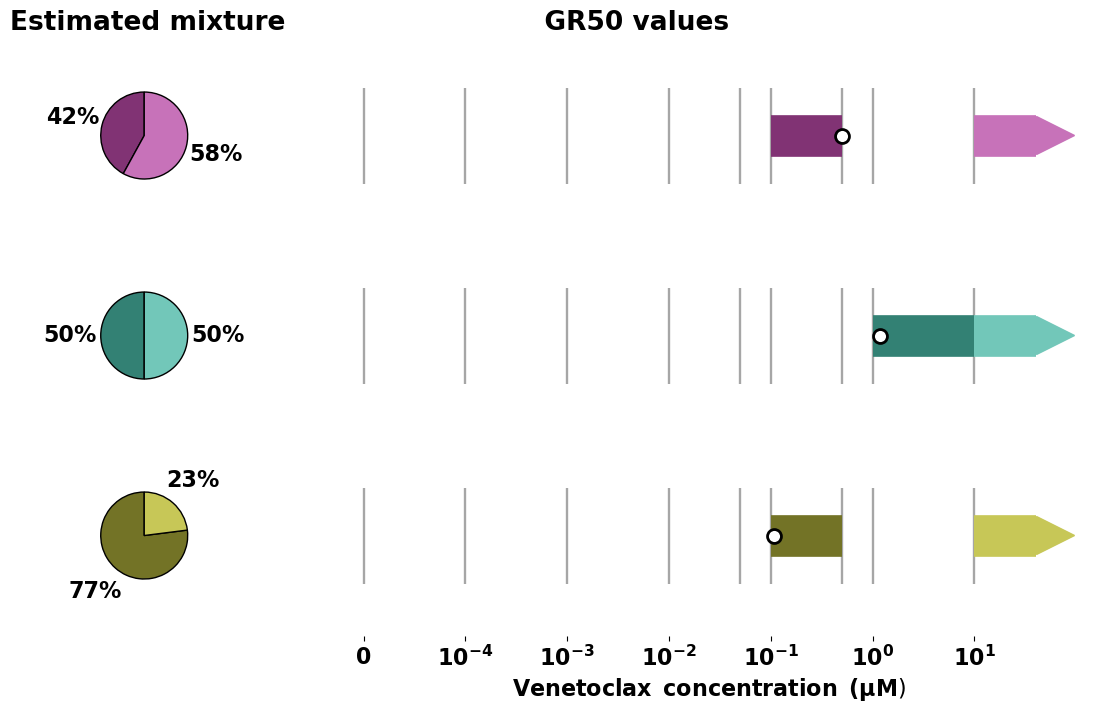 Estimated mixture GR50 values
42%
58%
50% 50%
23%
77%
0 10⁻⁴ 10⁻³ 10⁻² 10⁻¹ 10⁰ 10¹
Venetoclax concentration (μM)